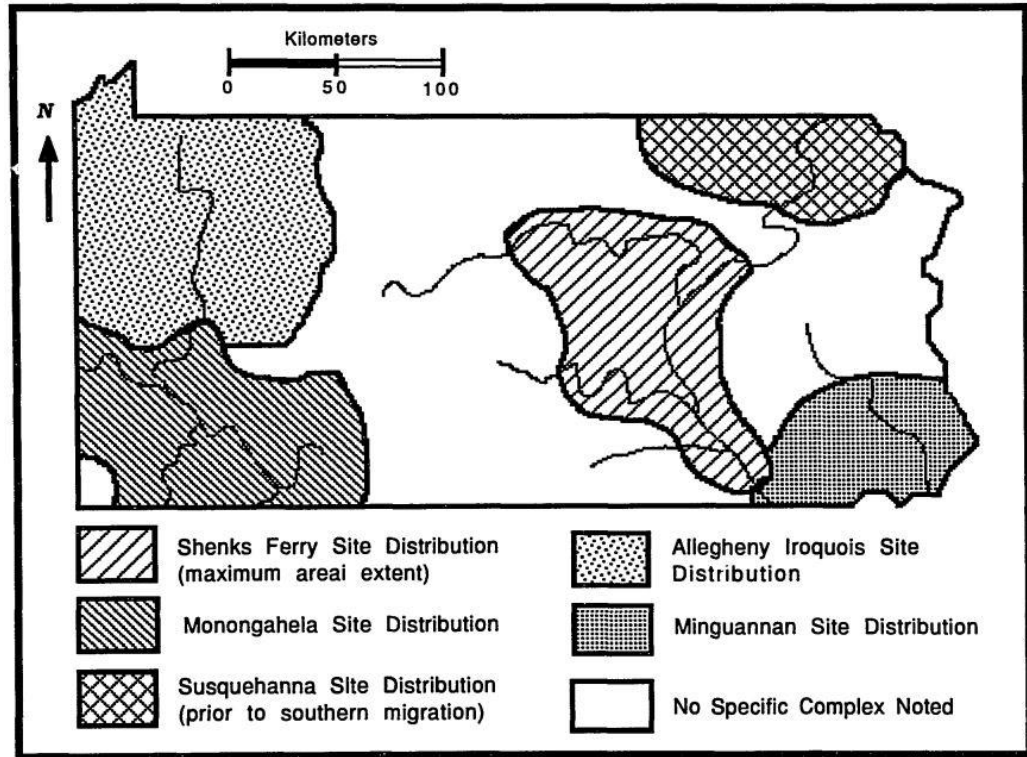 Kilometers
0 50 100
N
Shenks Ferry Site Distribution
(maximum areai extent)
Monongahela Site Distribution
Susquehanna Site Distribution
(prior to southern migration)
Allegheny Iroquois Site
Distribution
Minguannan Site Distribution
No Specific Complex Noted